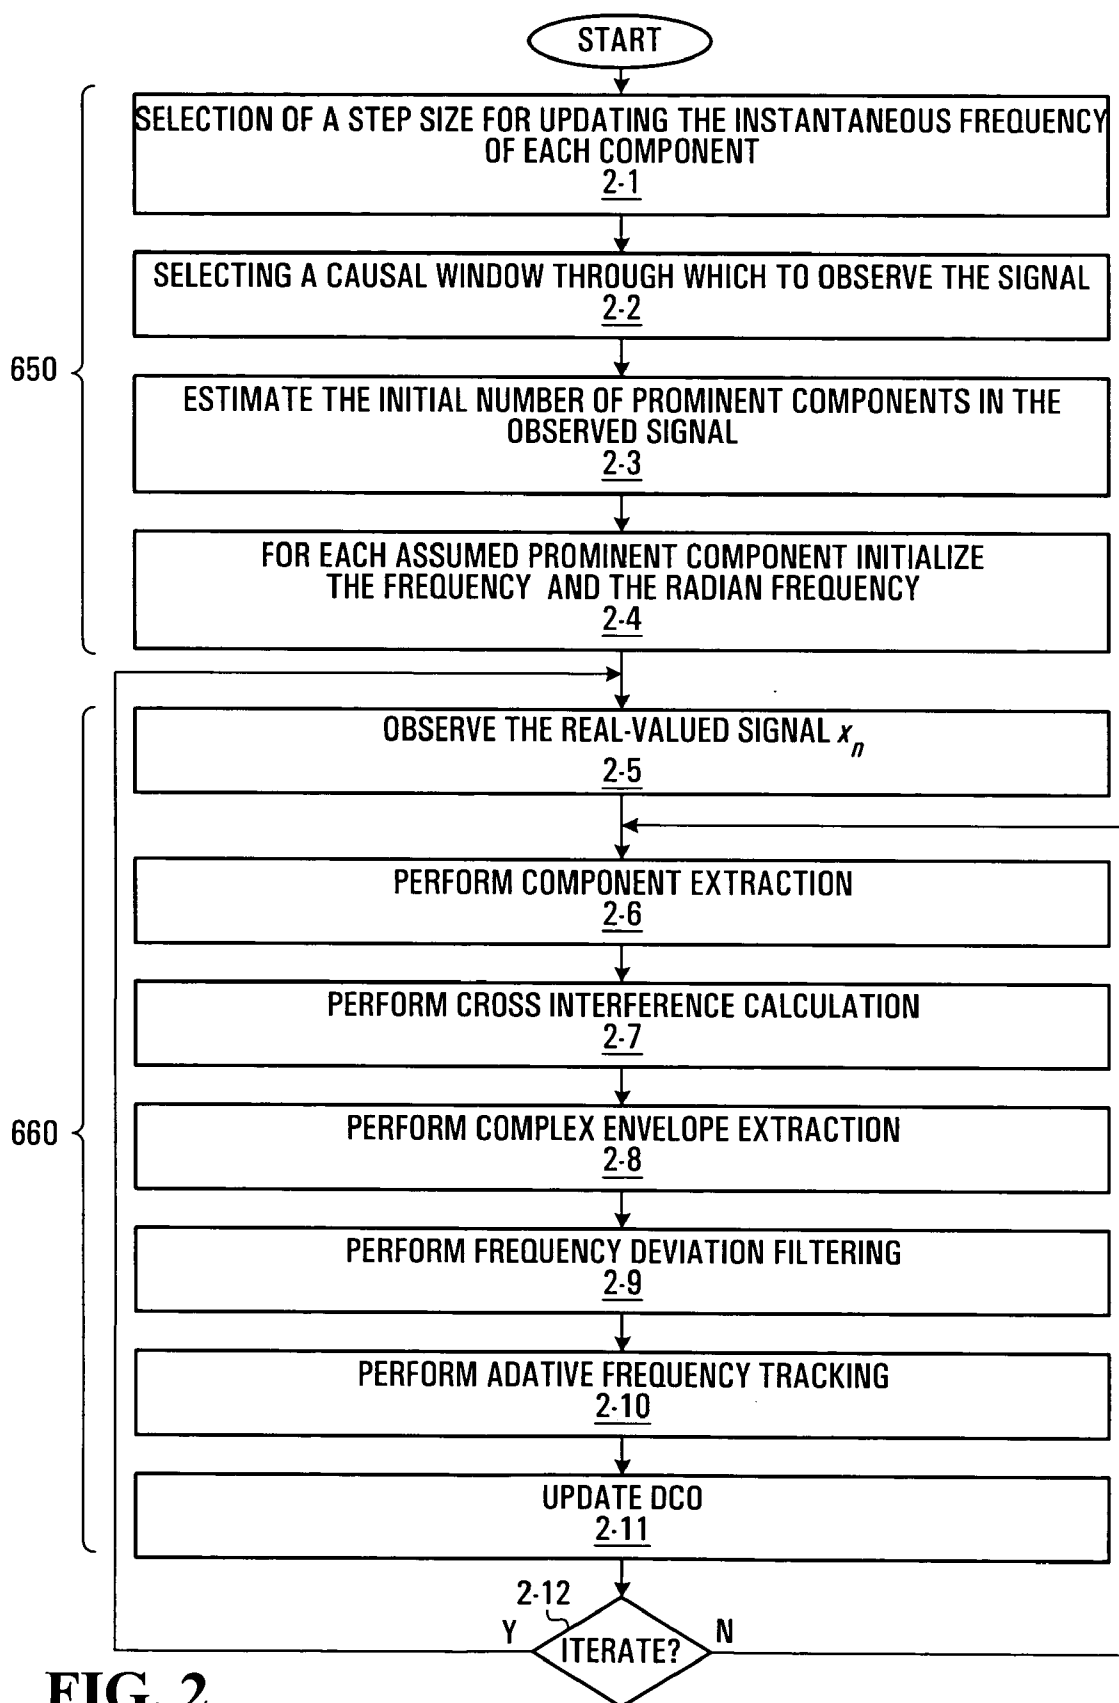 START
SELECTION OF A STEP SIZE FOR UPDATING THE INSTANTANEOUS FREQUENCY
OF EACH COMPONENT
2-1
SELECTING A CAUSAL WINDOW THROUGH WHICH TO OBSERVE THE SIGNAL
2-2
650
ESTIMATE THE INITIAL NUMBER OF PROMINENT COMPONENTS IN THE
OBSERVED SIGNAL
2-3
FOR EACH ASSUMED PROMINENT COMPONENT INITIALIZE
THE FREQUENCY AND THE RADIAN FREQUENCY
2-4
OBSERVE THE REAL-VALUED SIGNAL xn
2-5
PERFORM COMPONENT EXTRACTION
2-6
PERFORM CROSS INTERFERENCE CALCULATION
2-7
660
PERFORM COMPLEX ENVELOPE EXTRACTION
2-8
PERFORM FREQUENCY DEVIATION FILTERING
2-9
PERFORM ADATIVE FREQUENCY TRACKING
2-10
UPDATE DCO
2-11
2-12
Y
ITERATE?
N
FIG. 2